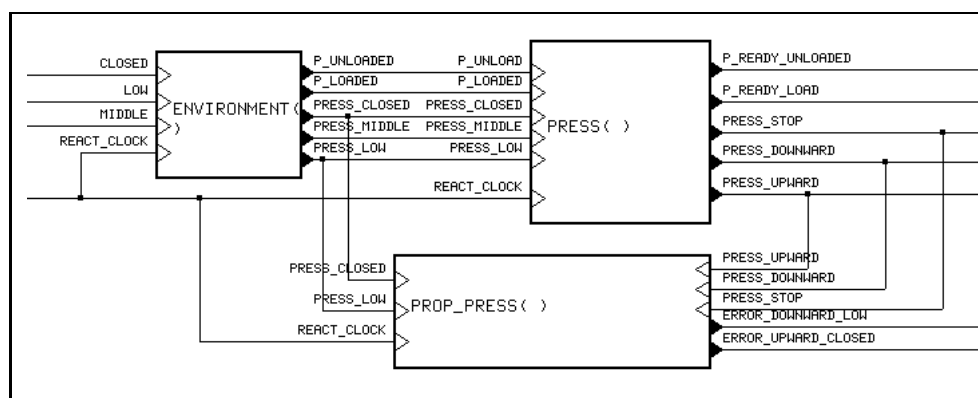 CLOSED
LOW
MIDDLE
REACT_CLOCK
ENVIRONMENT(
)
P_UNLOADED
P_LOADED
PRESS_CLOSED
PRESS_MIDDLE
PRESS_LOW
P_UNLOAD
P_LOADED
PRESS_CLOSED
PRESS_MIDDLE
PRESS_LOW
REACT_CLOCK
PRESS( )
P_READY_UNLOADED
P_READY_LOAD
PRESS_STOP
PRESS_DOWNWARD
PRESS_UPWARD
PRESS_CLOSED
PRESS_LOW
REACT_CLOCK
PROP_PRESS( )
PRESS_UPWARD
PRESS_DOWNWARD
PRESS_STOP
ERROR_DOWNWARD_LOW
ERROR_UPWARD_CLOSED